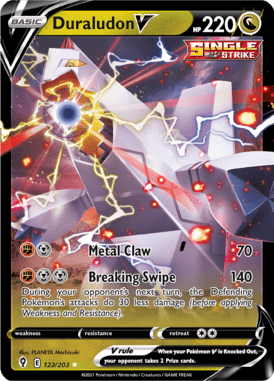 BASIC Duraludon V HP 220
SINGLE
STRIKE
Metal Claw 70
Breaking Swipe 140
During your opponent's next turn, the Defending
Pokémon's attacks do 30 less damage (before applying
Weakness and Resistance).
weakness resistance retreat
Illus. PLANETA Mochizuki
E 122/203
V rule When your Pokémon V is Knocked Out,
your opponent takes 2 Prize cards.
©2021 Pokémon / Nintendo / Creatures / GAME FREAK